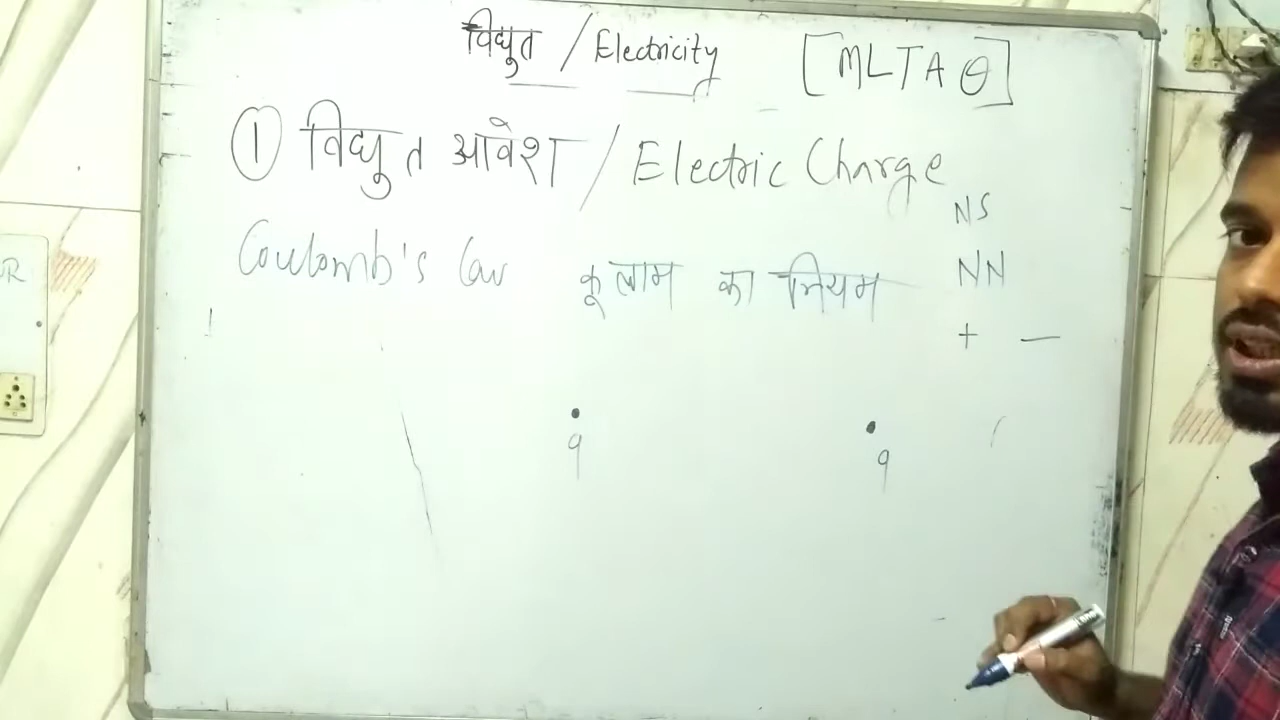 विद्युत / Electricity [MLTAθ]
① विद्युत आवेश / Electric Charge
NS
Coulomb's Law कूलाम का नियम
NN
+ —
q q